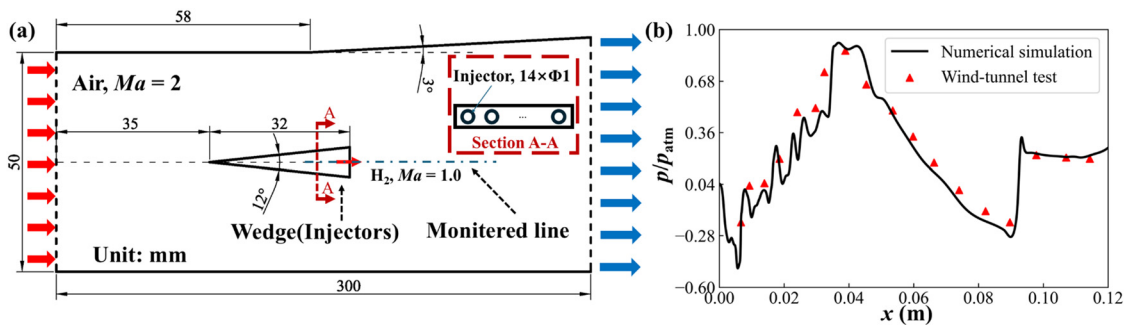 (a)
58
Air, Ma = 2
3°
Injector, 14×Φ1
...
Section A-A
35
32
A
50
H₂, Ma = 1.0
A
12°
Wedge(Injectors)
Monitered line
Unit: mm
300
(b)
1.00
0.68
0.36
0.04
−0.28
−0.60
p/patm
Numerical simulation
Wind-tunnel test
0.00
0.02
0.04
0.06
0.08
0.10
0.12
x (m)